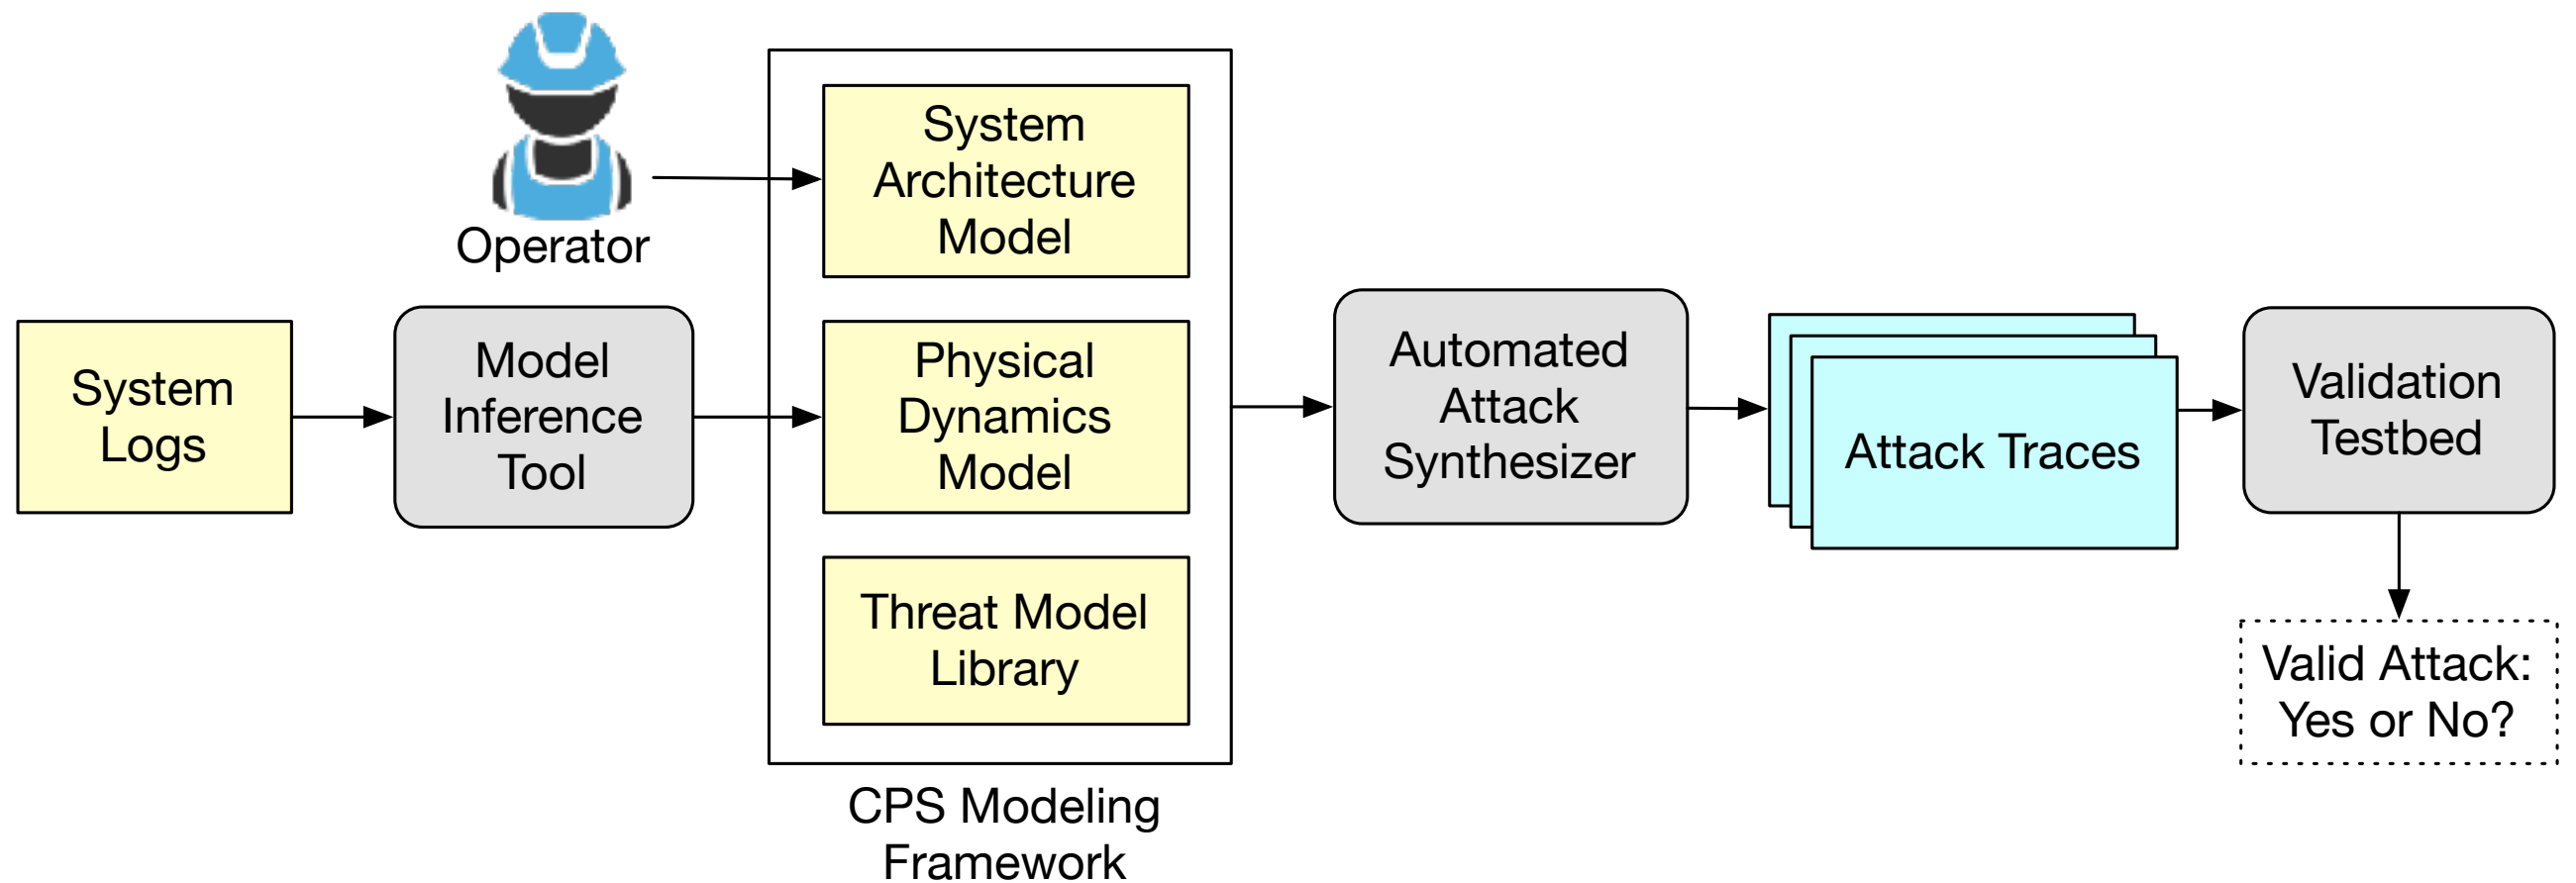 Operator
System
Logs
Model
Inference
Tool
System
Architecture
Model
Physical
Dynamics
Model
Threat Model
Library
CPS Modeling
Framework
Automated
Attack
Synthesizer
Attack Traces
Validation
Testbed
Valid Attack:
Yes or No?